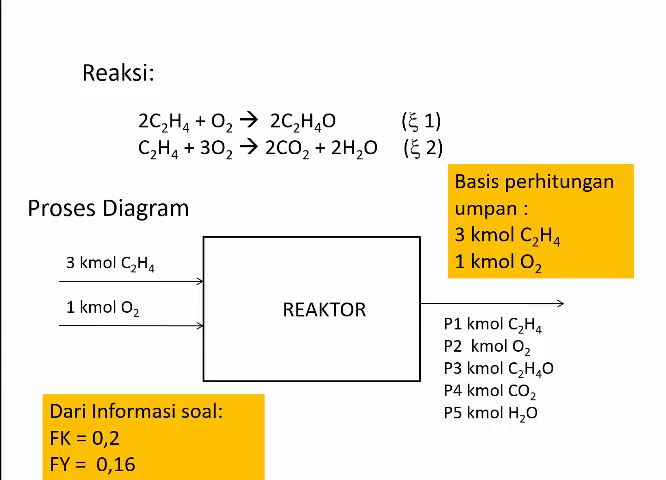 Reaksi:
2C₂H₄ + O₂ → 2C₂H₄O (ξ 1)
C₂H₄ + 3O₂ → 2CO₂ + 2H₂O (ξ 2)
Basis perhitungan
umpan :
3 kmol C₂H₄
1 kmol O₂
Proses Diagram
3 kmol C₂H₄
1 kmol O₂
REAKTOR
P1 kmol C₂H₄
P2 kmol O₂
P3 kmol C₂H₄O
P4 kmol CO₂
P5 kmol H₂O
Dari Informasi soal:
FK = 0,2
FY = 0,16